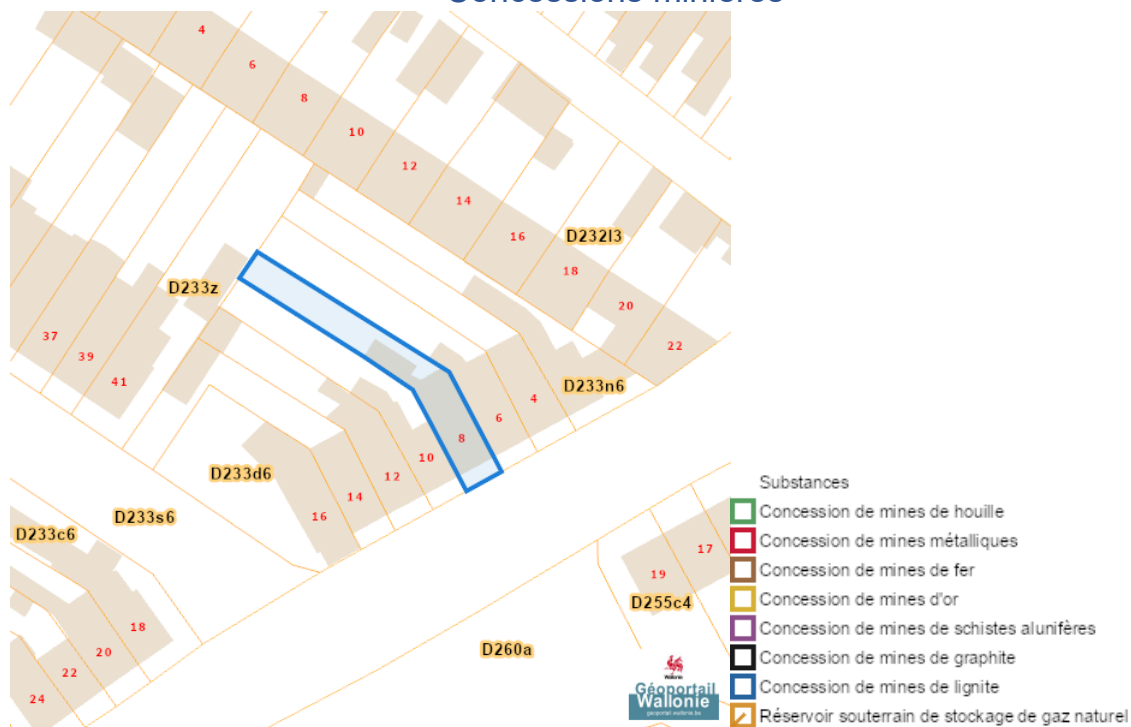 Concessions minières
4
6
8
10
12
14
16
D232l3
18
20
22
D233z
37
39
41
D233n6
4
6
8
10
12
14
16
D233d6
D233s6
D233c6
18
20
22
24
17
19
D255c4
D260a
Wallonie
Géoportail
Wallonie
geoportail.wallonie.be
Substances
Concession de mines de houille
Concession de mines métalliques
Concession de mines de fer
Concession de mines d'or
Concession de mines de schistes alunifères
Concession de mines de graphite
Concession de mines de lignite
Réservoir souterrain de stockage de gaz naturel